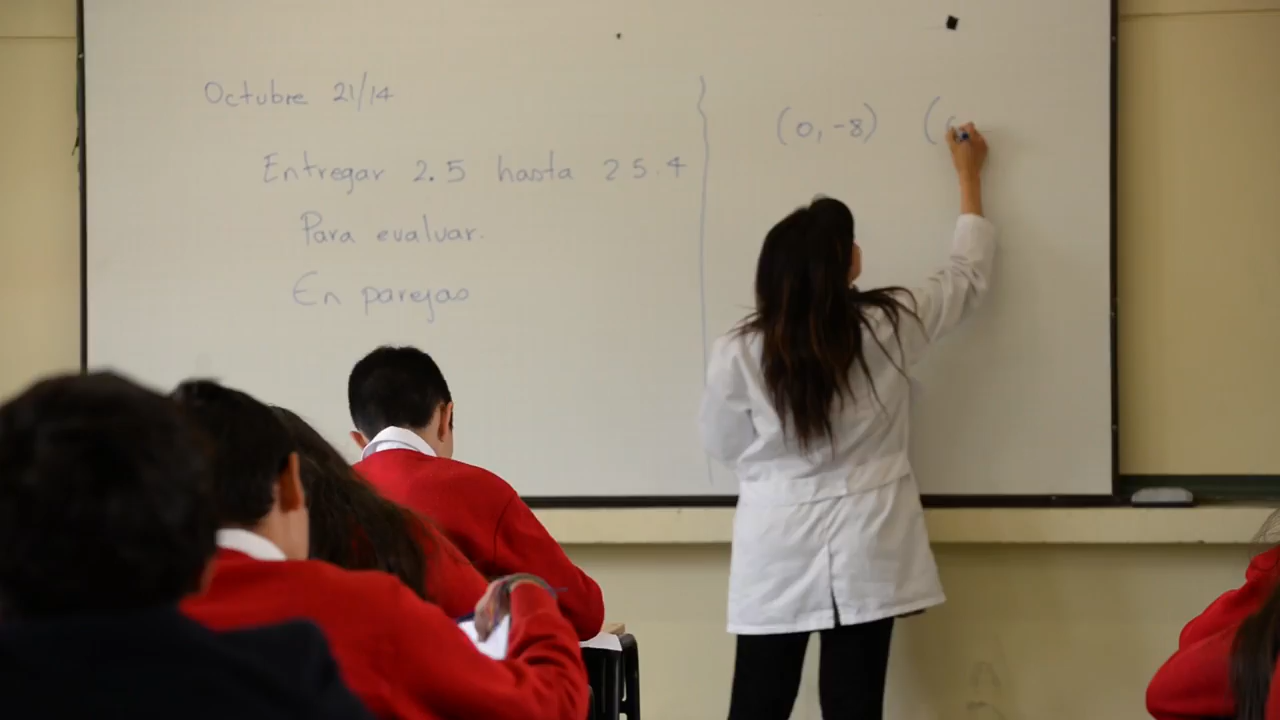 Octubre 21/14
Entregar 2.5 hasta 25.4
Para evaluar.
En parejas
(0,-8) (